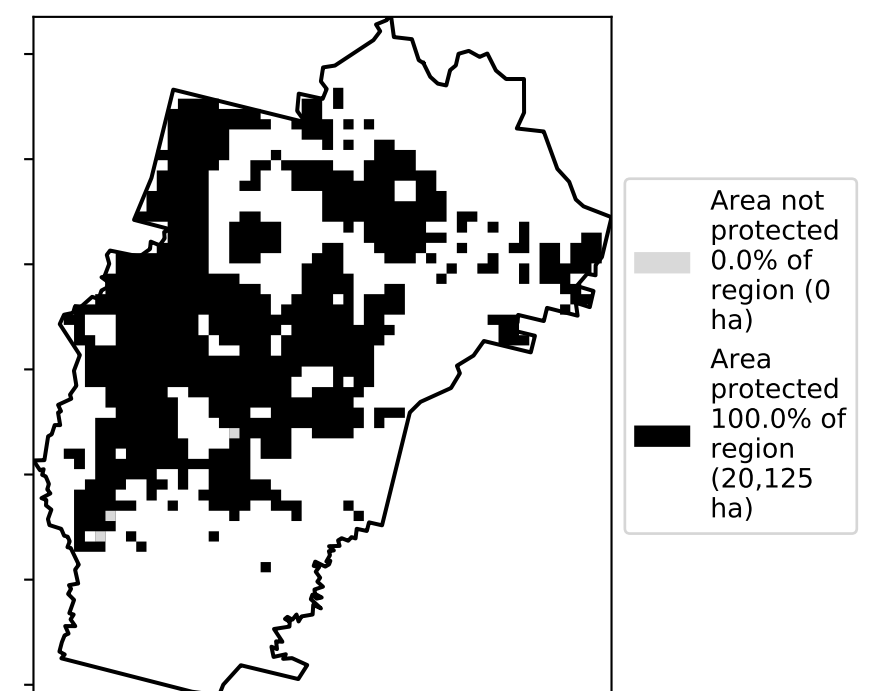 Area not
protected
0.0% of
region (0
ha)
Area
protected
100.0% of
region
(20,125
ha)